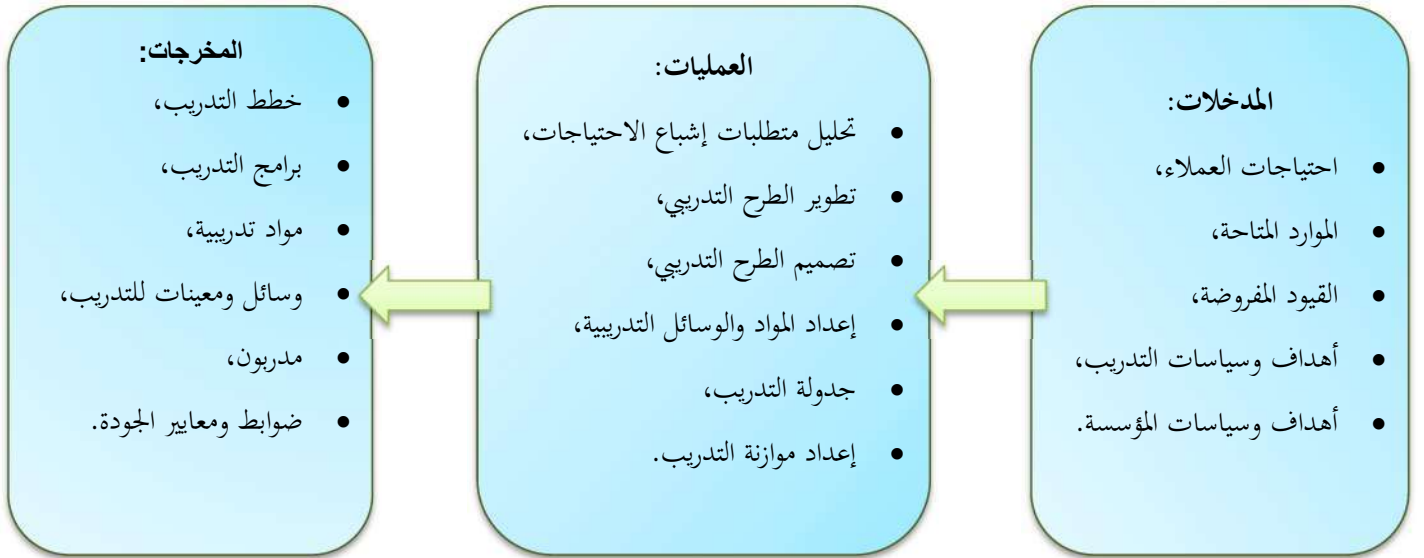 المدخلات:
• احتياجات العملاء،
• الموارد المتاحة،
• القيود المفروضة،
• أهداف وسياسات التدريب،
• أهداف وسياسات المؤسسة.
العمليات:
• تحليل متطلبات إشباع الاحتياجات،
• تطوير الطرح التدريبي،
• تصميم الطرح التدريبي،
• إعداد المواد والوسائل التدريبية،
• جدولة التدريب،
• إعداد موازنة التدريب.
المخرجات:
• خطط التدريب،
• برامج التدريب،
• مواد تدريبية،
• وسائل ومعينات للتدريب،
• مدربون،
• ضوابط ومعايير الجودة.